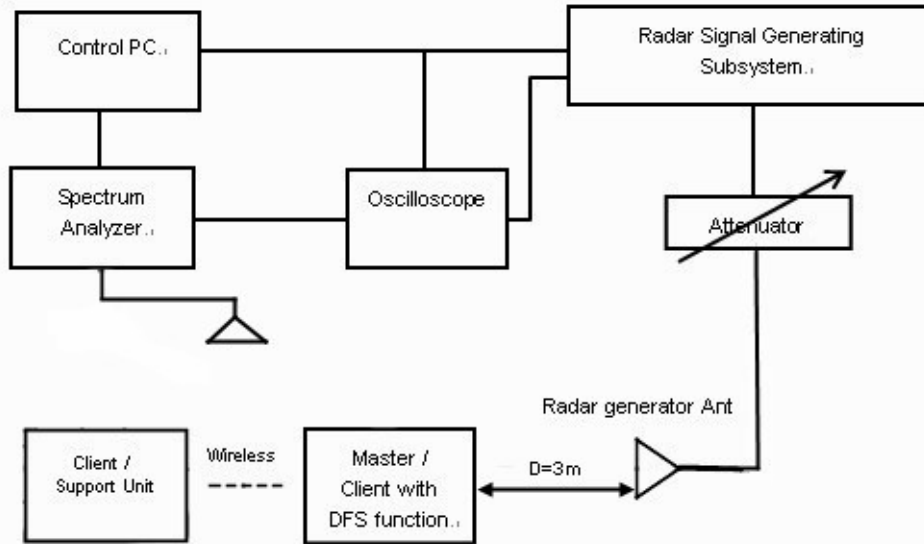 Control PC.
Radar Signal Generating
Subsystem.
Spectrum
Analyzer.
Oscilloscope
Attenuator
Radar generator Ant
Client /
Support Unit
Wireless
Master /
Client with
DFS function.
D=3m